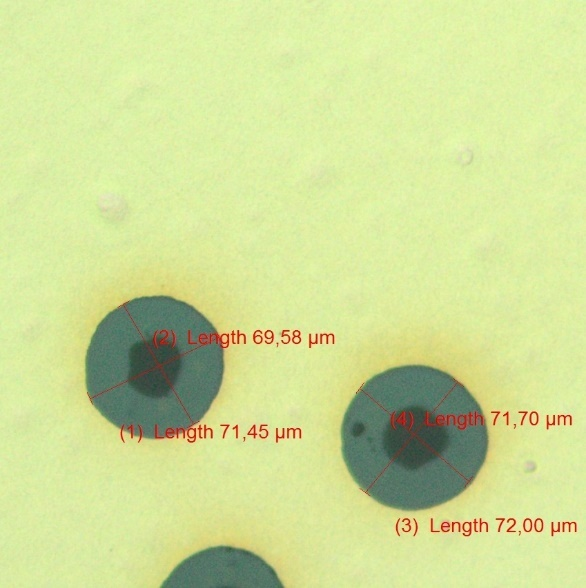 (2) Length 69,58 µm
(4) Length 71,70 µm
(1) Length 71,45 µm
(3) Length 72,00 µm